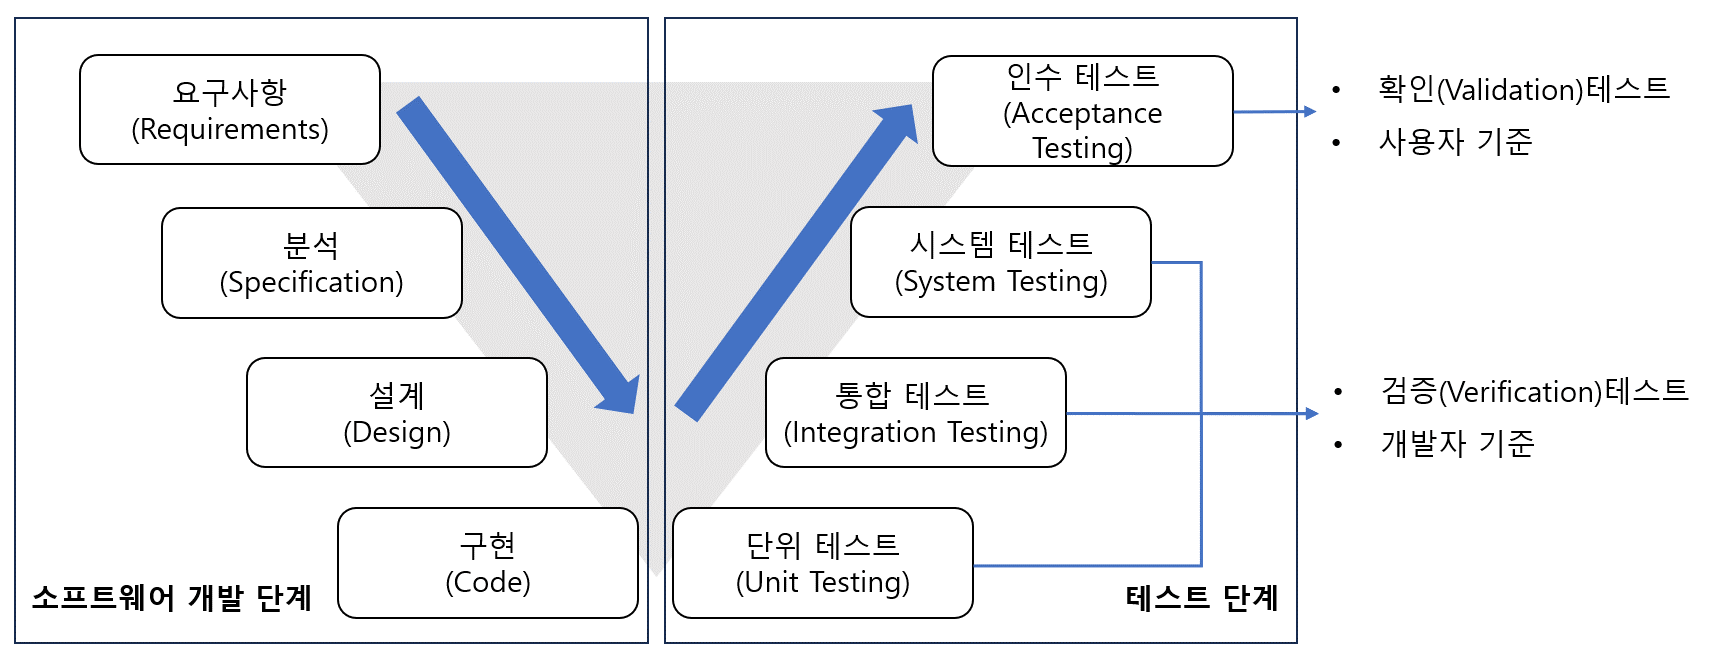 요구사항
(Requirements)
분석
(Specification)
설계
(Design)
구현
(Code)
소프트웨어 개발 단계
인수 테스트
(Acceptance
Testing)
시스템 테스트
(System Testing)
통합 테스트
(Integration Testing)
단위 테스트
(Unit Testing)
테스트 단계
• 확인(Validation)테스트
• 사용자 기준
• 검증(Verification)테스트
• 개발자 기준